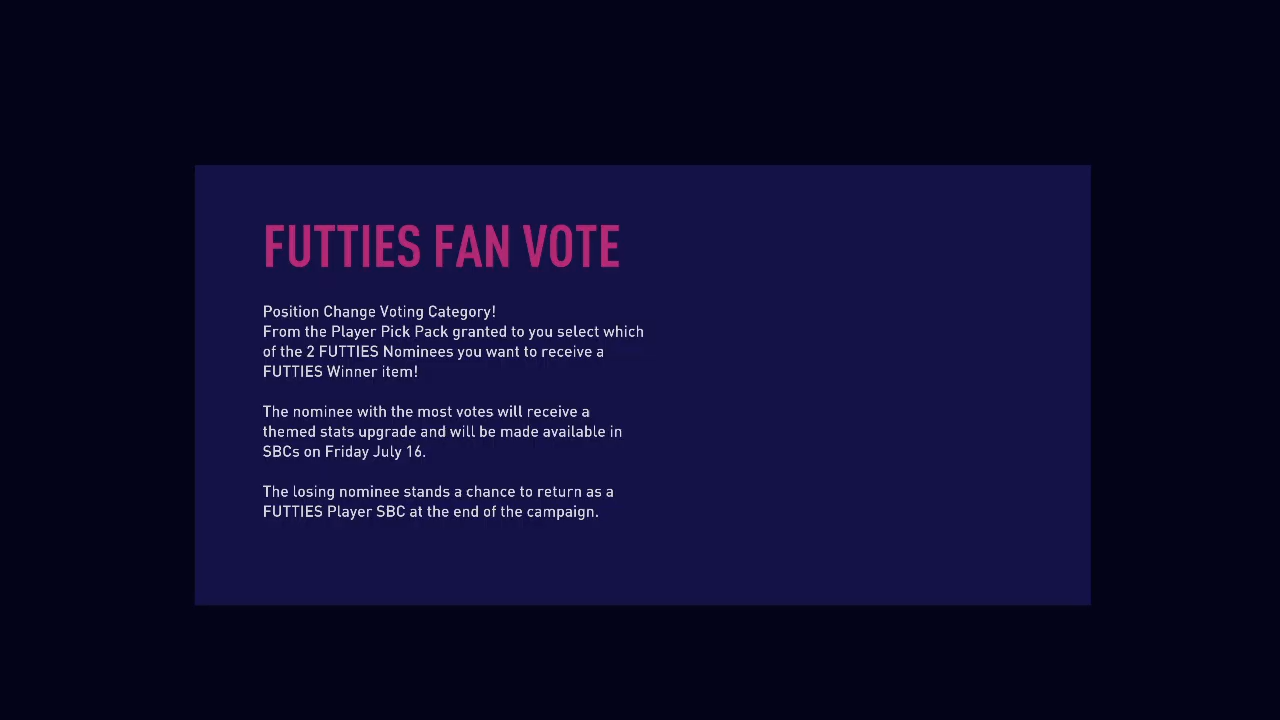 FUTTIES FAN VOTE
Position Change Voting Category!
From the Player Pick Pack granted to you select which
of the 2 FUTTIES Nominees you want to receive a
FUTTIES Winner item!
The nominee with the most votes will receive a
themed stats upgrade and will be made available in
SBCs on Friday July 16.
The losing nominee stands a chance to return as a
FUTTIES Player SBC at the end of the campaign.